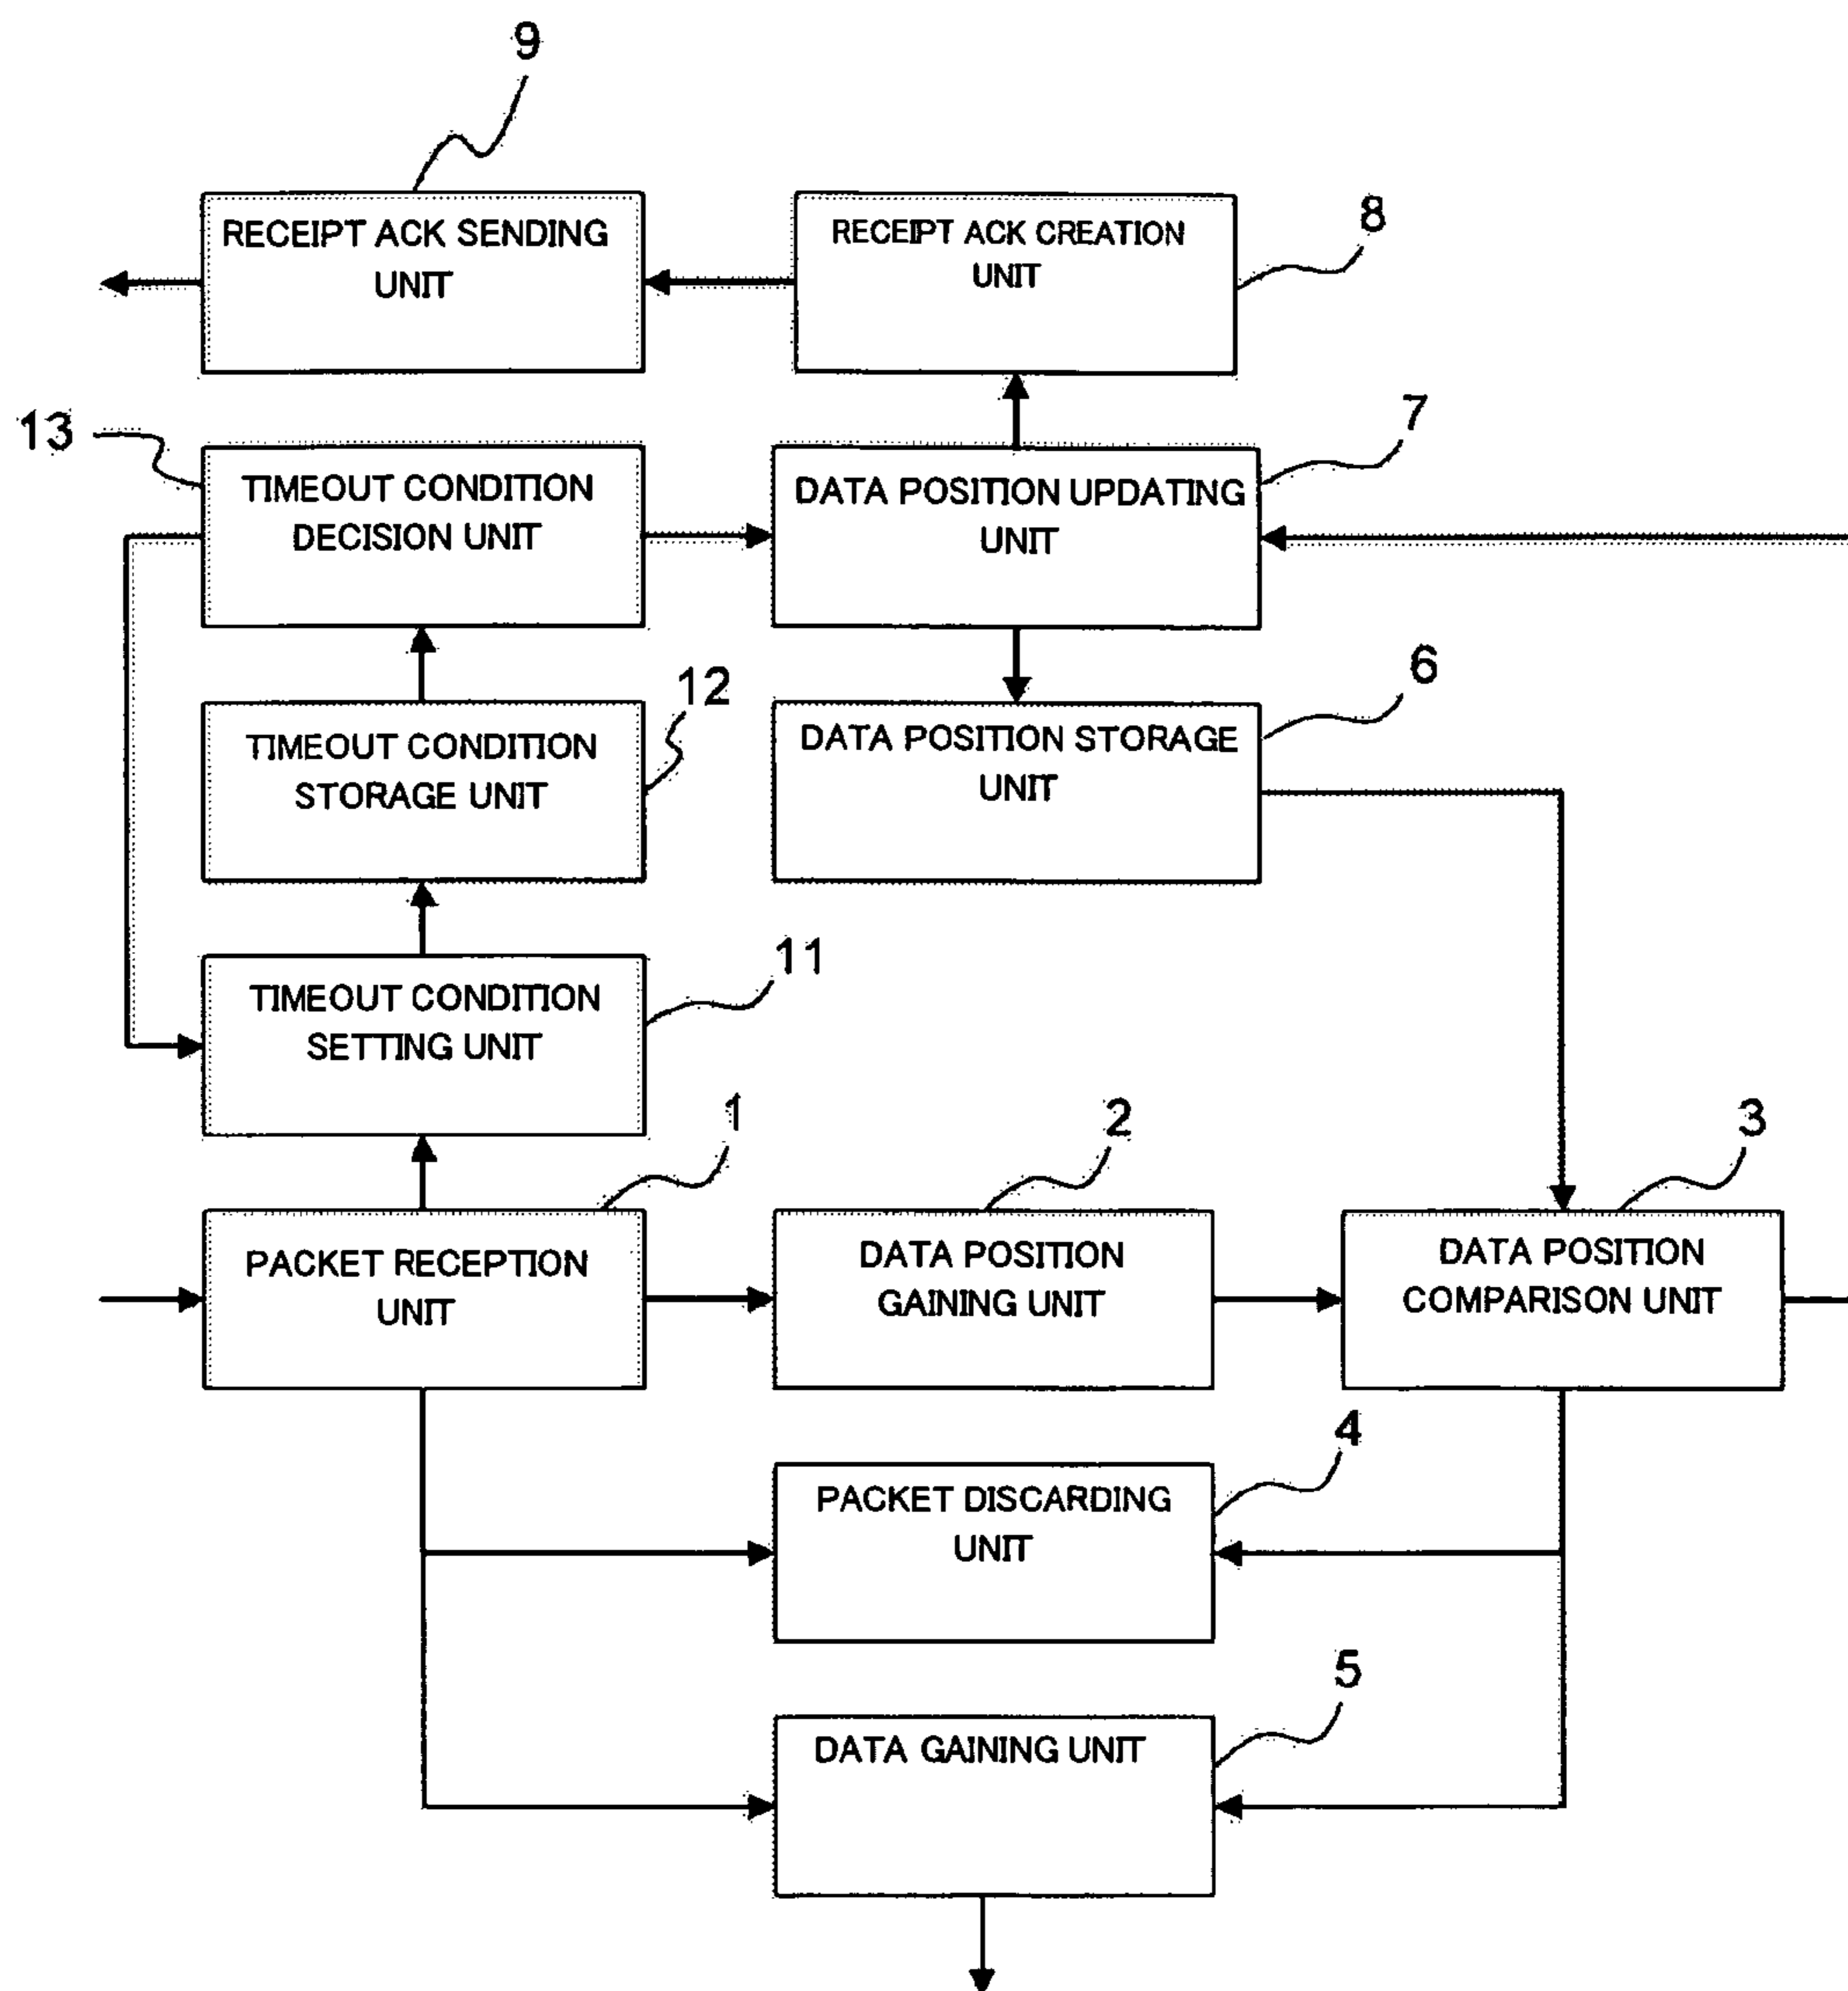 9
RECEIPT ACK SENDING
UNIT
RECEIPT ACK CREATION
UNIT
8
13
TIMEOUT CONDITION
DECISION UNIT
DATA POSITION UPDATING
UNIT
7
TIMEOUT CONDITION
STORAGE UNIT
12
DATA POSITION STORAGE
UNIT
6
TIMEOUT CONDITION
SETTING UNIT
11
1
2
3
PACKET RECEPTION
UNIT
DATA POSITION
GAINING UNIT
DATA POSITION
COMPARISON UNIT
4
PACKET DISCARDING
UNIT
5
DATA GAINING UNIT